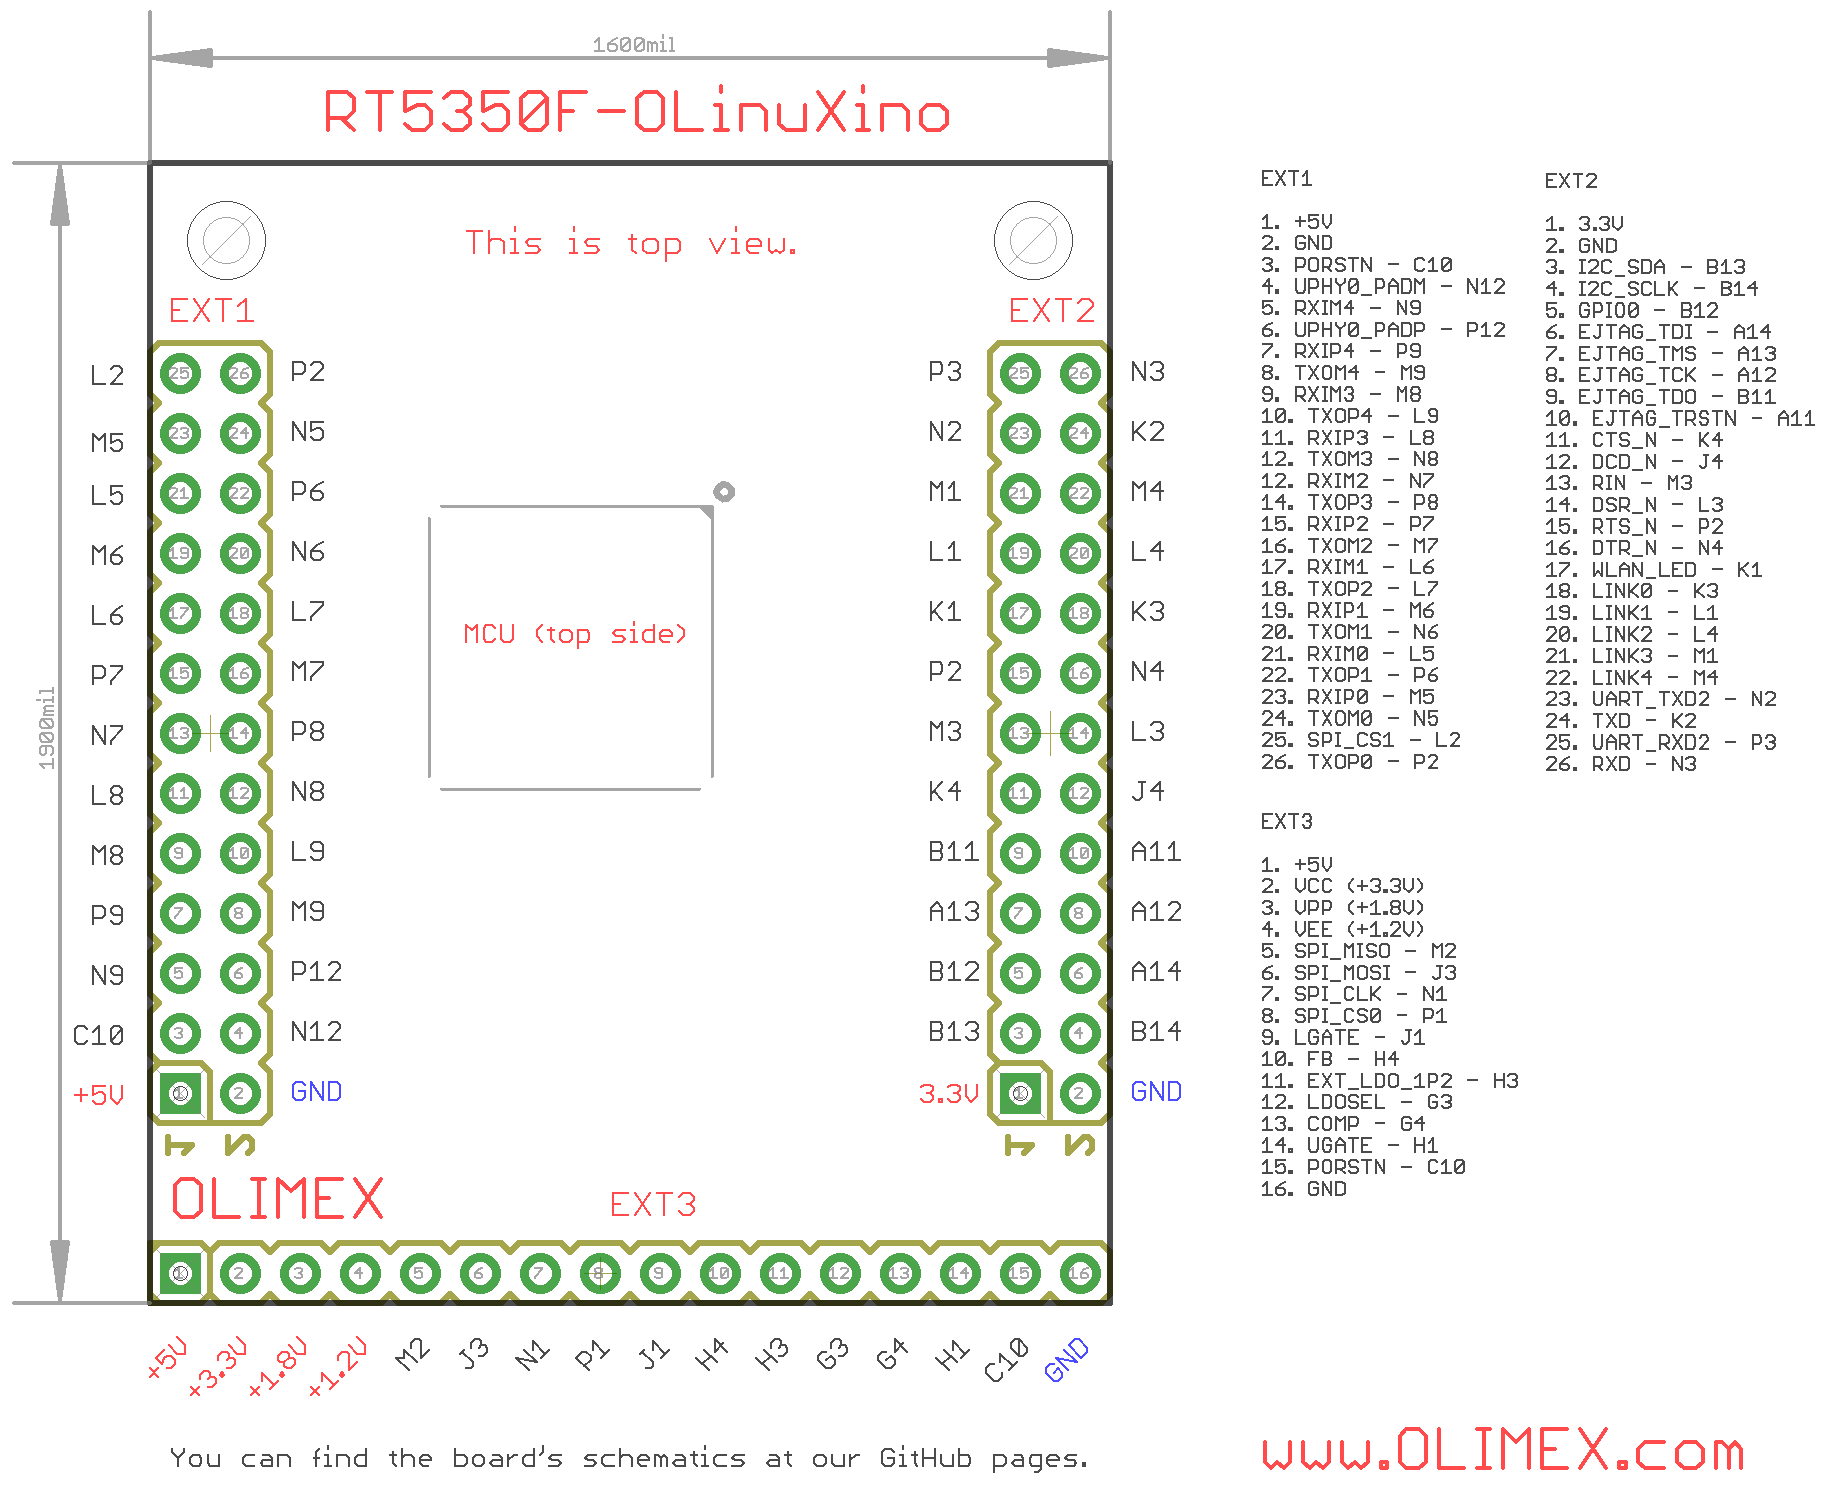 1600mil
RT5350F-OLinuXino
This is top view.
1900mil
EXT1
EXT2
L2 25 26 P2
M5 23 24 N5
L5 21 22 P6
M6 19 20 N6
L6 17 18 L7
P7 15 16 M7
N7 13 14 P8
L8 11 12 N8
M8 9 10 L9
P9 7 8 M9
N9 5 6 P12
C10 3 4 N12
+5V 1 2 GND
1 2
MCU (top side)
P3 25 26 N3
N2 23 24 K2
M1 21 22 M4
L1 19 20 L4
K1 17 18 K3
P2 15 16 N4
M3 13 14 L3
K4 11 12 J4
B11 9 10 A11
A13 7 8 A12
B12 5 6 A14
B13 3 4 B14
3.3V 1 2 GND
1 2
OLIMEX
EXT3
1 2 3 4 5 6 7 8 9 10 11 12 13 14 15 16
+5V +3.3V +1.8V +1.2V M2 J3 N1 P1 J1 H4 H3 G3 G4 H1 C10 GND
You can find the board's schematics at our GitHub pages.
EXT1
1. +5V
2. GND
3. PORSTN - C10
4. UPHY0_PADM - N12
5. RXIM4 - N9
6. UPHY0_PADP - P12
7. RXIP4 - P9
8. TXOM4 - M9
9. RXIM3 - M8
10. TXOP4 - L9
11. RXIP3 - L8
12. TXOM3 - N8
12. RXIM2 - N7
14. TXOP3 - P8
15. RXIP2 - P7
16. TXOM2 - M7
17. RXIM1 - L6
18. TXOP2 - L7
19. RXIP1 - M6
20. TXOM1 - N6
21. RXIM0 - L5
22. TXOP1 - P6
23. RXIP0 - M5
24. TXOM0 - N5
25. SPI_CS1 - L2
26. TXOP0 - P2
EXT2
1. 3.3V
2. GND
3. I2C_SDA - B13
4. I2C_SCLK - B14
5. GPIO0 - B12
6. EJTAG_TDI - A14
7. EJTAG_TMS - A13
8. EJTAG_TCK - A12
9. EJTAG_TDO - B11
10. EJTAG_TRSTN - A11
11. CTS_N - K4
12. DCD_N - J4
13. RIN - M3
14. DSR_N - L3
15. RTS_N - P2
16. DTR_N - N4
17. WLAN_LED - K1
18. LINK0 - K3
19. LINK1 - L1
20. LINK2 - L4
21. LINK3 - M1
22. LINK4 - M4
23. UART_TXD2 - N2
24. TXD - K2
25. UART_RXD2 - P3
26. RXD - N3
EXT3
1. +5V
2. VCC (+3.3V)
3. VPP (+1.8V)
4. VEE (+1.2V)
5. SPI_MISO - M2
6. SPI_MOSI - J3
7. SPI_CLK - N1
8. SPI_CS0 - P1
9. LGATE - J1
10. FB - H4
11. EXT_LDO_1P2 - H3
12. LDOSEL - G3
13. COMP - G4
14. UGATE - H1
15. PORSTN - C10
16. GND
www.OLIMEX.com